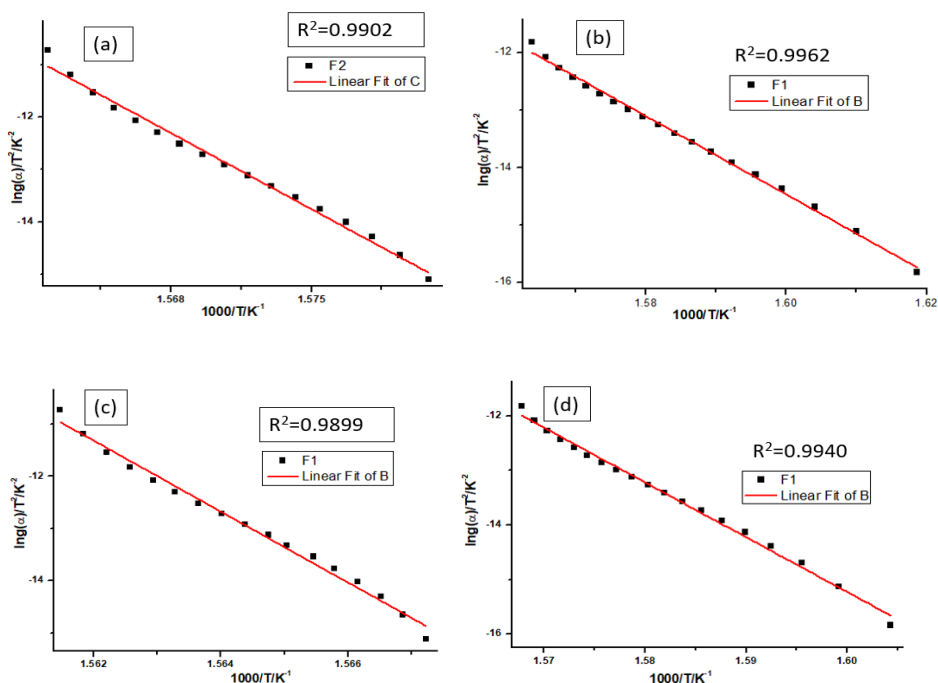 (a)
R²=0.9902
F2
Linear Fit of C
lng(α)/T²/K⁻²
-12
-14
1.568
1.575
1000/T/K⁻¹
(b)
R²=0.9962
F1
Linear Fit of B
lng(α)/T²/K⁻²
-12
-14
-16
1.58
1.60
1.62
1000/T/K⁻¹
(c)
R²=0.9899
F1
Linear Fit of B
lng(α)/T²/K⁻²
-12
-14
1.562
1.564
1.566
1000/T/K⁻¹
(d)
R²=0.9940
F1
Linear Fit of B
lng(α)/T²/K⁻²
-12
-14
-16
1.57
1.58
1.59
1.60
1000/T/K⁻¹